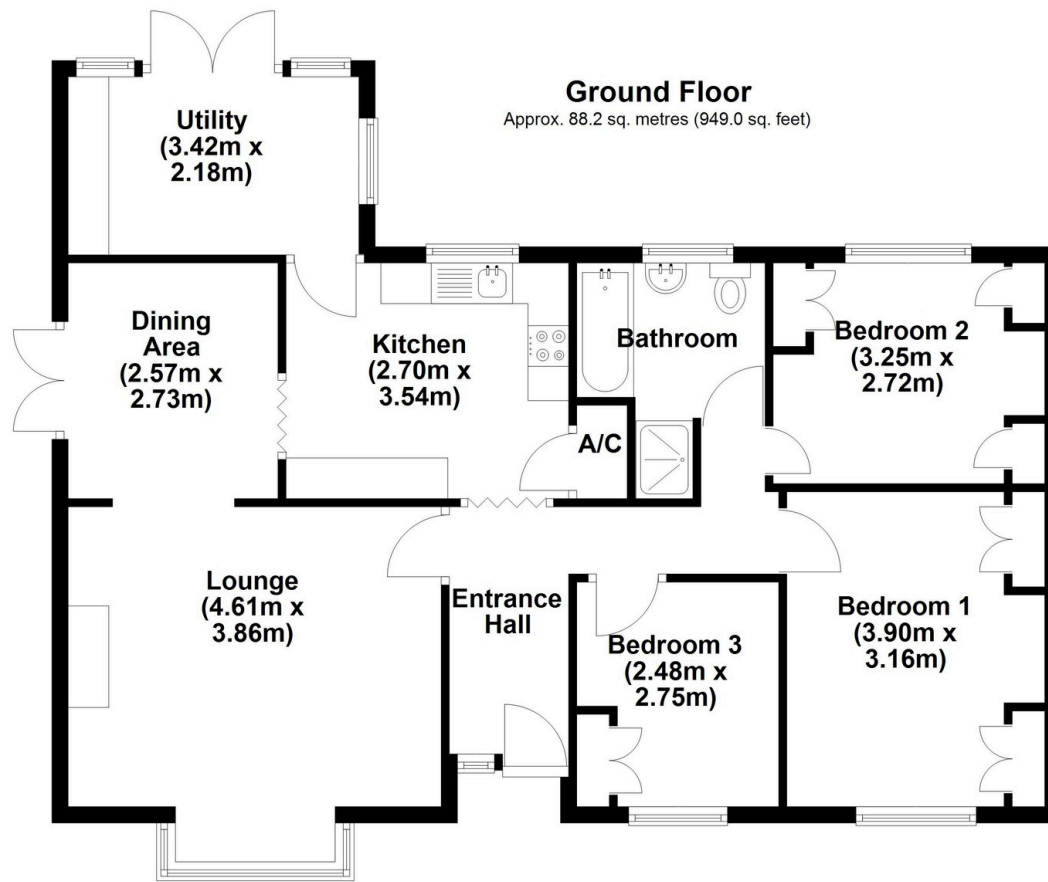 Ground Floor
Approx. 88.2 sq. metres (949.0 sq. feet)
Utility
(3.42m x
2.18m)
Dining
Area
(2.57m x
2.73m)
Kitchen
(2.70m x
3.54m)
Bathroom
A/C
Bedroom 2
(3.25m x
2.72m)
Lounge
(4.61m x
3.86m)
Entrance
Hall
Bedroom 3
(2.48m x
2.75m)
Bedroom 1
(3.90m x
3.16m)